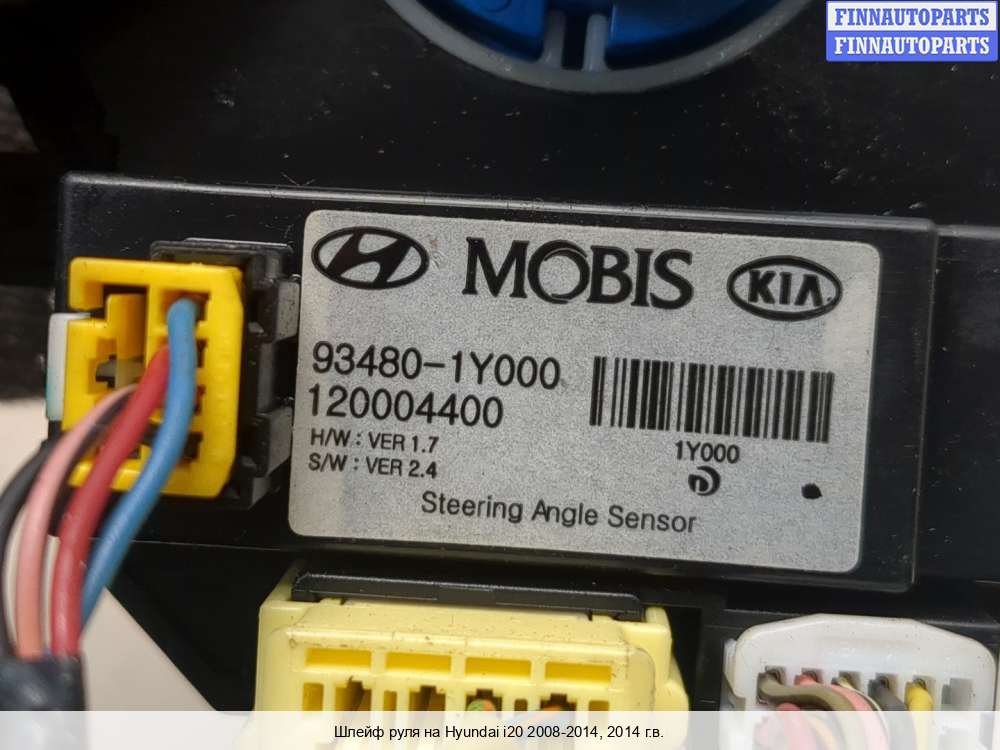 FINNAUTOPARTS
FINNAUTOPARTS
MOBIS
KIA
93480-1Y000
120004400
H/W : VER 1.7
S/W : VER 2.4
1Y000
Steering Angle Sensor
Шлейф руля на Hyundai i20 2008-2014, 2014 г.в.